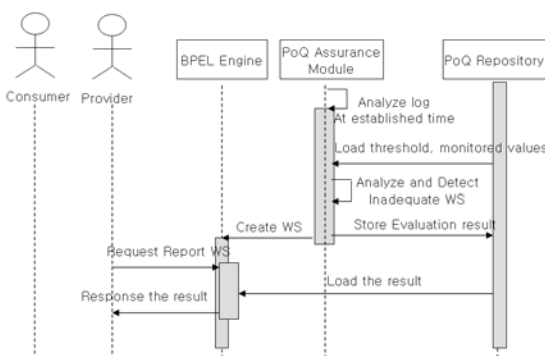 Consumer
Provider
BPEL Engine
PoQ Assurance
Module
PoQ Repository
Analyze log
At established time
Load threshold, monitored values
Analyze and Detect
Inadequate WS
Create WS
Store Evaluation result
Request Report WS
Load the result
Response the result